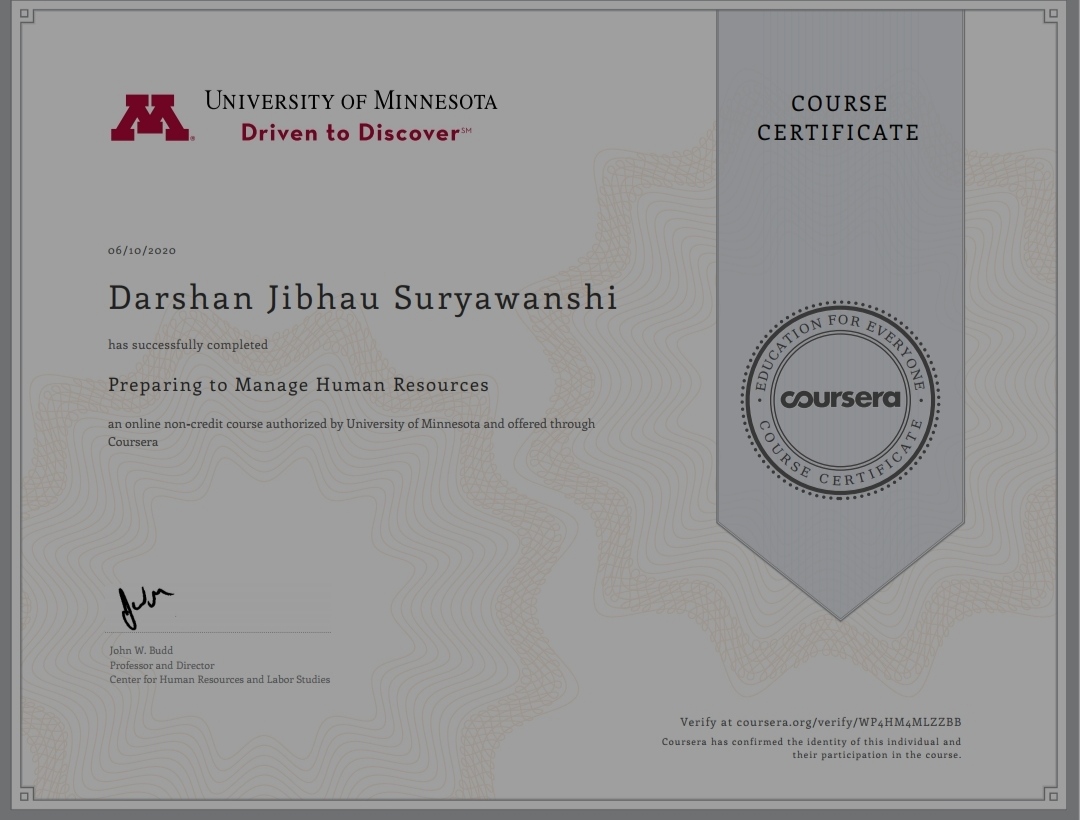 UNIVERSITY OF MINNESOTA
Driven to Discover℠
COURSE
CERTIFICATE
06/10/2020
Darshan Jibhau Suryawanshi
has successfully completed
Preparing to Manage Human Resources
an online non-credit course authorized by University of Minnesota and offered through
Coursera
EDUCATION FOR EVERYONE
coursera
COURSE CERTIFICATE
John W. Budd
Professor and Director
Center for Human Resources and Labor Studies
Verify at coursera.org/verify/WP4HM4MLZZBB
Coursera has confirmed the identity of this individual and
their participation in the course.